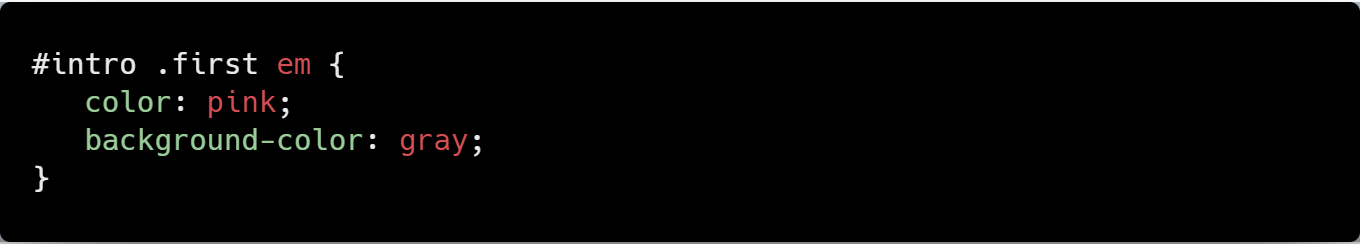 #intro .first em {
   color: pink;
   background-color: gray;
}